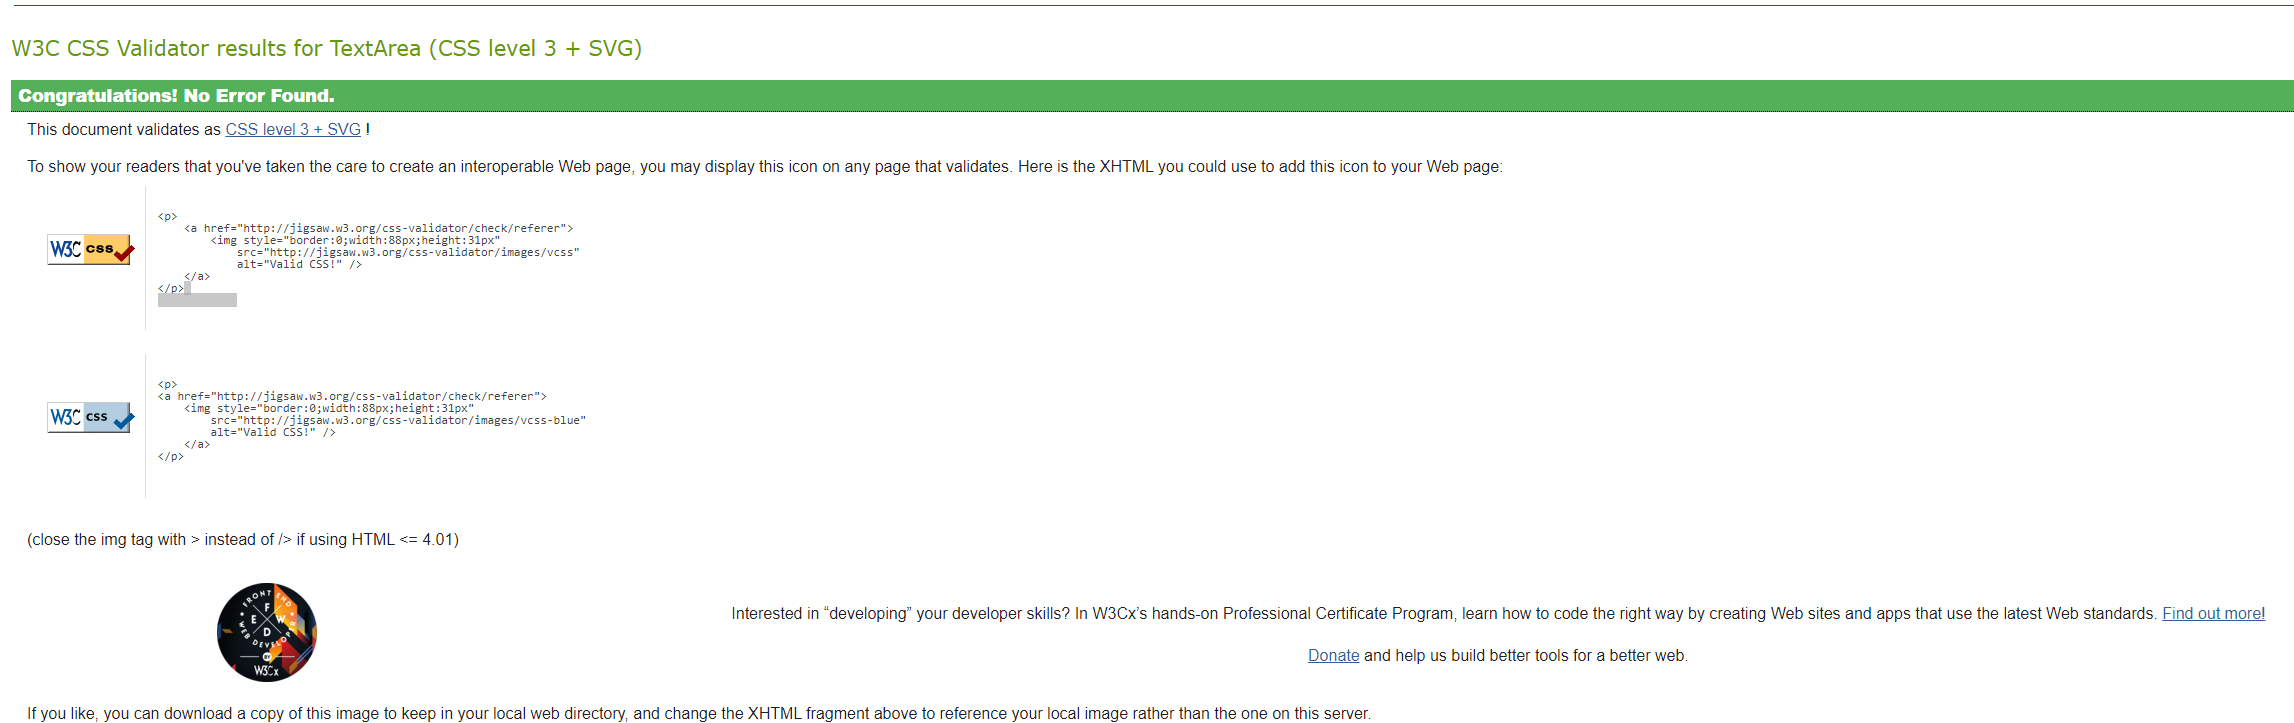 W3C CSS Validator results for TextArea (CSS level 3 + SVG)
Congratulations! No Error Found.
This document validates as CSS level 3 + SVG !
To show your readers that you've taken the care to create an interoperable Web page, you may display this icon on any page that validates. Here is the XHTML you could use to add this icon to your Web page:
W3C css
<p>
<a href="http://jigsaw.w3.org/css-validator/check/referer">
<img style="border:0;width:88px;height:31px"
src="http://jigsaw.w3.org/css-validator/images/vcss"
alt="Valid CSS!" />
</a>
</p>
W3C css
<p>
<a href="http://jigsaw.w3.org/css-validator/check/referer">
<img style="border:0;width:88px;height:31px"
src="http://jigsaw.w3.org/css-validator/images/vcss-blue"
alt="Valid CSS!" />
</a>
</p>
(close the img tag with > instead of /> if using HTML <= 4.01)
FRONT END
F
E W
D
WEB DEVELOPER
BY
W3Cx
Interested in “developing” your developer skills? In W3Cx’s hands-on Professional Certificate Program, learn how to code the right way by creating Web sites and apps that use the latest Web standards. Find out more!
Donate and help us build better tools for a better web.
If you like, you can download a copy of this image to keep in your local web directory, and change the XHTML fragment above to reference your local image rather than the one on this server.